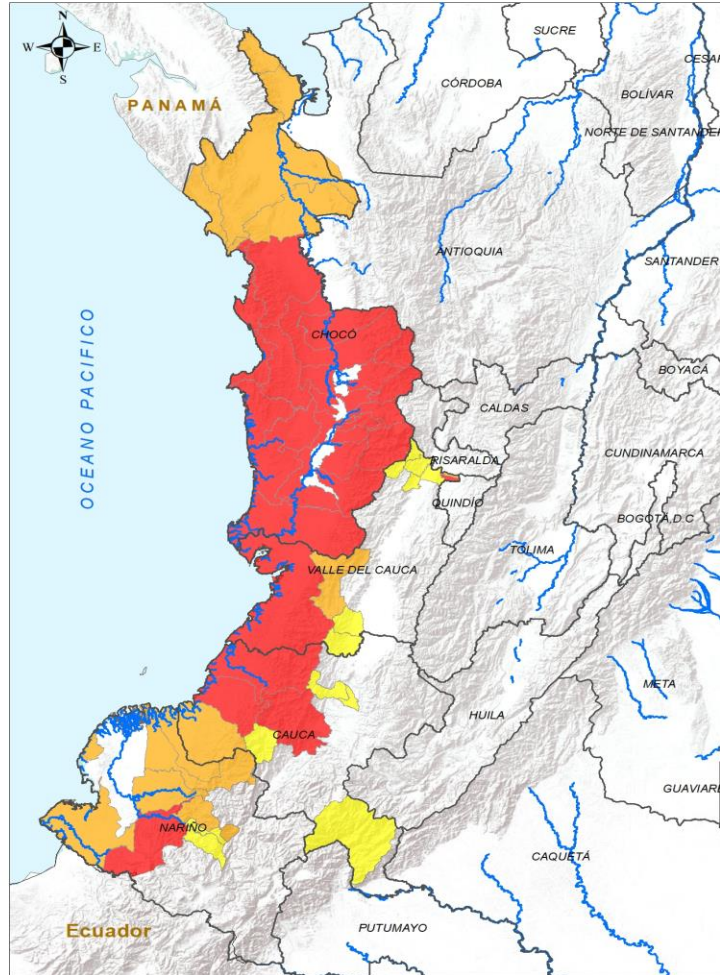 N
W E
S
SUCRE
CESAR
CÓRDOBA
BOLÍVAR
PANAMÁ
NORTE DE SANTANDER
ANTIOQUIA
SANTANDER
OCEANO PACIFICO
CHOCÓ
BOYACÁ
CALDAS
CUNDINAMARCA
RISARALDA
QUINDÍO
BOGOTÁ, D.C
TOLIMA
VALLE DEL CAUCA
META
HUILA
CAUCA
GUAVIARE
NARIÑO
CAQUETÁ
Ecuador
PUTUMAYO